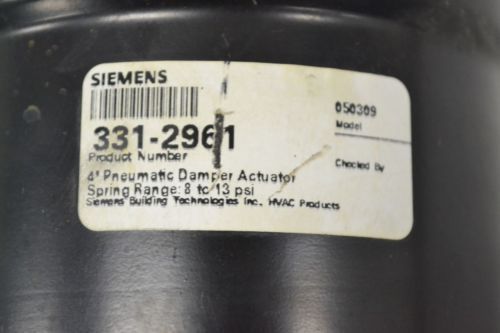 SIEMENS
050309
Model
331-2961
Product Number
Checked By
4" Pneumatic Damper Actuator
Spring Range: 8 to 13 psi
Siemens Building Technologies Inc. HVAC Products